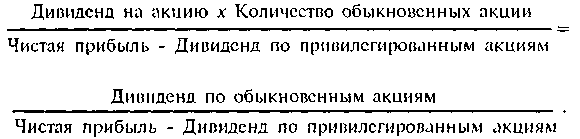 Дивиденд на акцию x Количество обыкновенных акции
Чистая прибыль - Дивиденд по привилегированным акциям =
Дивиденд по обыкновенным акциям
Чистая прибыль - Дивиденд по привилегированным акциям .